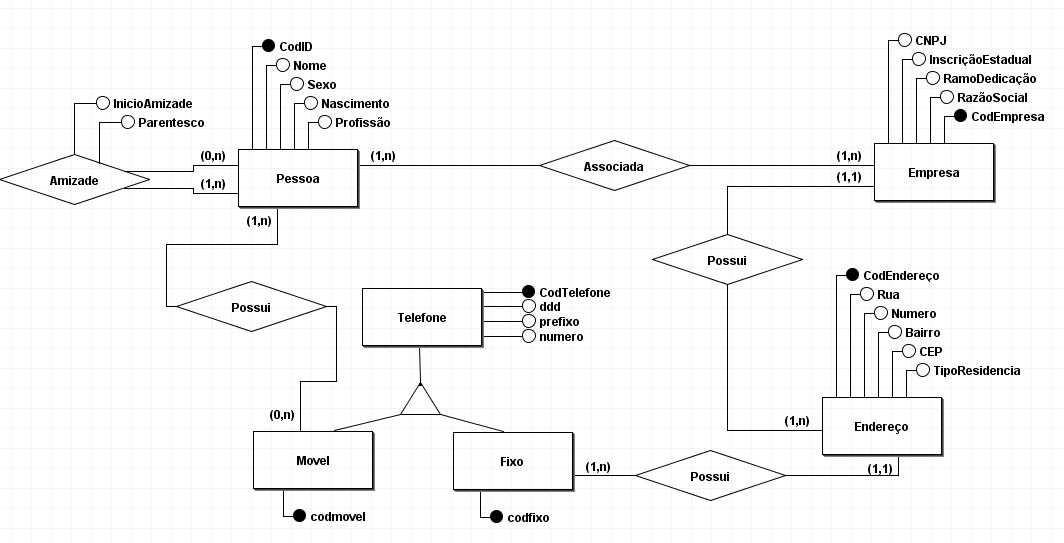 CodID
Nome
Sexo
Nascimento
Profissão
InicioAmizade
Parentesco
Amizade
(0,n)
(1,n)
Pessoa
(1,n)
(1,n)
Associada
(1,n)
(1,1)
CNPJ
InscriçãoEstadual
RamoDedicação
RazãoSocial
CodEmpresa
Empresa
Possui
Possui
Telefone
CodTelefone
ddd
prefixo
numero
CodEndereço
Rua
Numero
Bairro
CEP
TipoResidencia
(0,n)
(1,n)
Endereço
Movel
Fixo
(1,n)
Possui
(1,1)
codmovel
codfixo